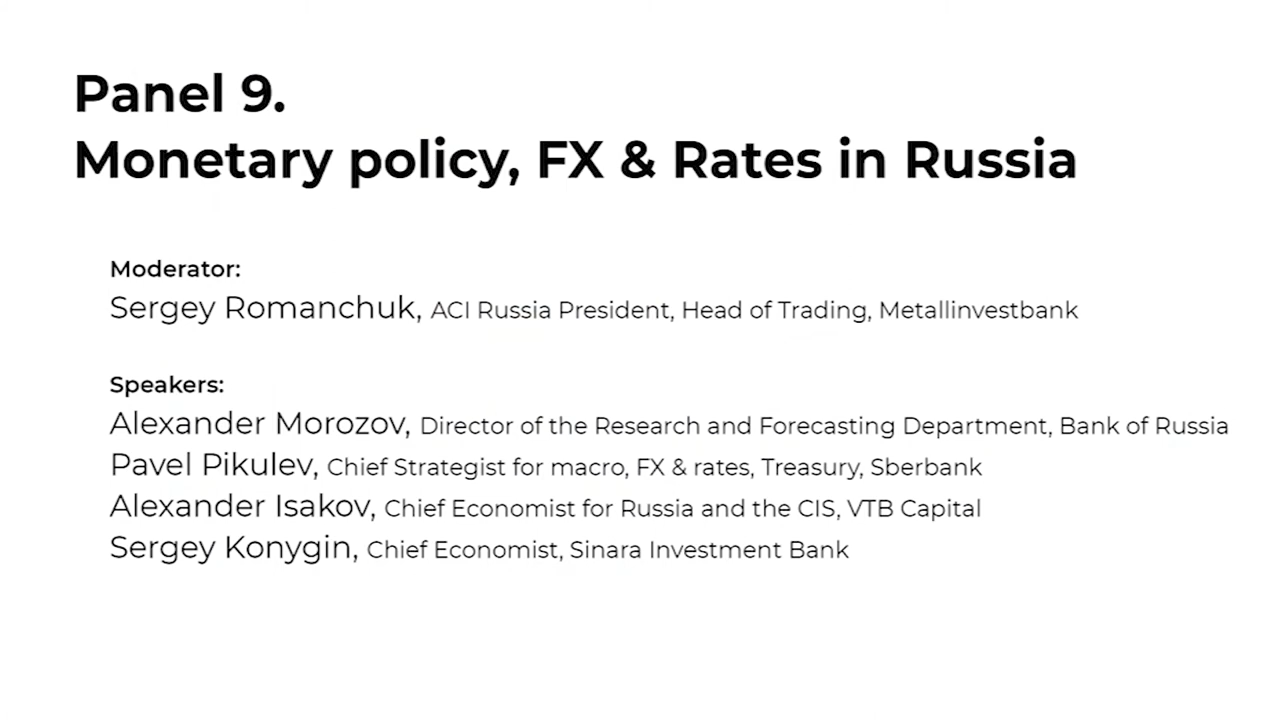 Panel 9.
Monetary policy, FX & Rates in Russia
Moderator:
Sergey Romanchuk, ACI Russia President, Head of Trading, Metallinvestbank
Speakers:
Alexander Morozov, Director of the Research and Forecasting Department, Bank of Russia
Pavel Pikulev, Chief Strategist for macro, FX & rates, Treasury, Sberbank
Alexander Isakov, Chief Economist for Russia and the CIS, VTB Capital
Sergey Konygin, Chief Economist, Sinara Investment Bank